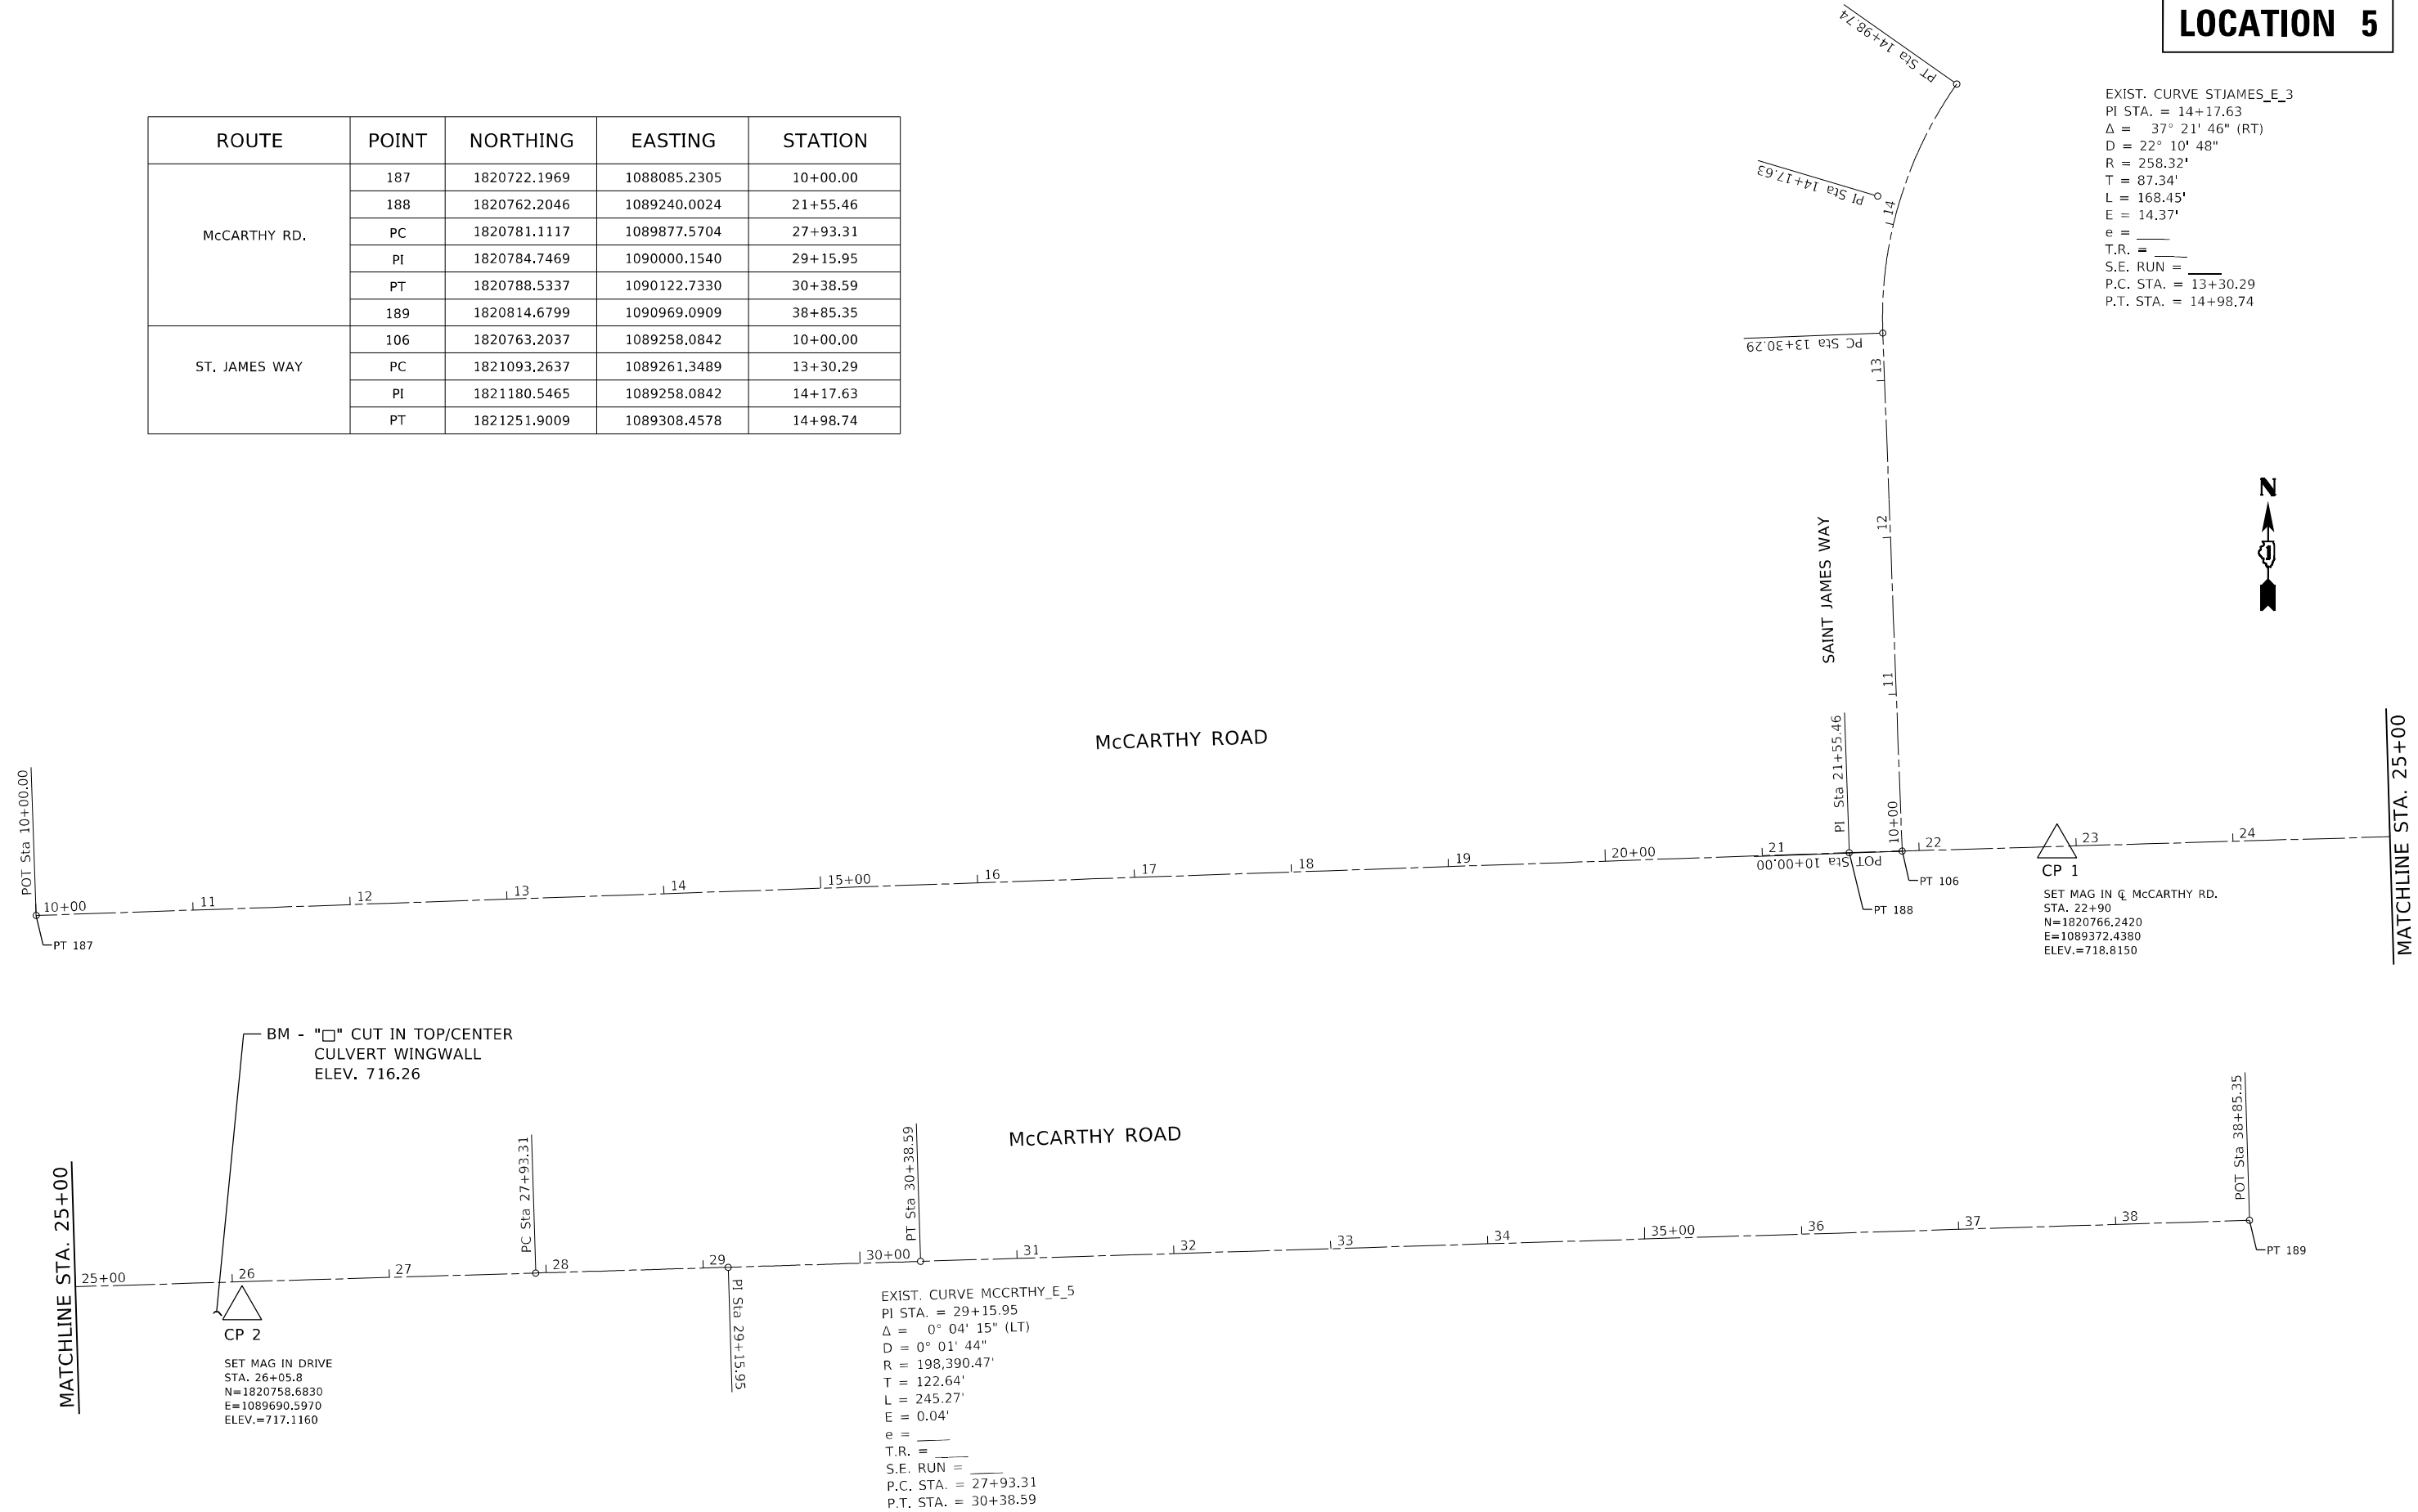 LOCATION 5
ROUTE POINT NORTHING EASTING STATION
McCARTHY RD.
187 1820722.1969 1088085.2305 10+00.00
188 1820762.2046 1089240.0024 21+55.46
PC 1820781.1117 1089877.5704 27+93.31
PI 1820784.7469 1090000.1540 29+15.95
PT 1820788.5337 1090122.7330 30+38.59
189 1820814.6799 1090969.0909 38+85.35
ST. JAMES WAY
106 1820763.2037 1089258.0842 10+00.00
PC 1821093.2637 1089261.3489 13+30.29
PI 1821180.5465 1089258.0842 14+17.63
PT 1821251.9009 1089308.4578 14+98.74
PT Sta 14+98.74
PI Sta 14+17.63
14
PC Sta 13+30.29
13
12
11
10+00
SAINT JAMES WAY
EXIST. CURVE STJAMES_E_3
PI STA. = 14+17.63
Δ = 37° 21' 46" (RT)
D = 22° 10' 48"
R = 258.32'
T = 87.34'
L = 168.45'
E = 14.37'
e = ____
T.R. = ____
S.E. RUN = ____
P.C. STA. = 13+30.29
P.T. STA. = 14+98.74
N
McCARTHY ROAD
POT Sta 10+00.00
10+00 11 12 13 14 15+00 16 17 18 19 20+00 21 22 23 24
PT 187
PI Sta 21+55.46
POT Sta 10+00.00
PT 188
PT 106
CP 1
SET MAG IN ℄ McCARTHY RD.
STA. 22+90
N=1820766.2420
E=1089372.4380
ELEV.=718.8150
MATCHLINE STA. 25+00
BM - "□" CUT IN TOP/CENTER
CULVERT WINGWALL
ELEV. 716.26
McCARTHY ROAD
MATCHLINE STA. 25+00
25+00 26 27 28 29 30+00 31 32 33 34 35+00 36 37 38
PC Sta 27+93.31
PI Sta 29+15.95
PT Sta 30+38.59
POT Sta 38+85.35
PT 189
CP 2
SET MAG IN DRIVE
STA. 26+05.8
N=1820758.6830
E=1089690.5970
ELEV.=717.1160
EXIST. CURVE MCCRTHY_E_5
PI STA. = 29+15.95
Δ = 0° 04' 15" (LT)
D = 0° 01' 44"
R = 198,390.47'
T = 122.64'
L = 245.27'
E = 0.04'
e = ____
T.R. = ____
S.E. RUN = ____
P.C. STA. = 27+93.31
P.T. STA. = 30+38.59